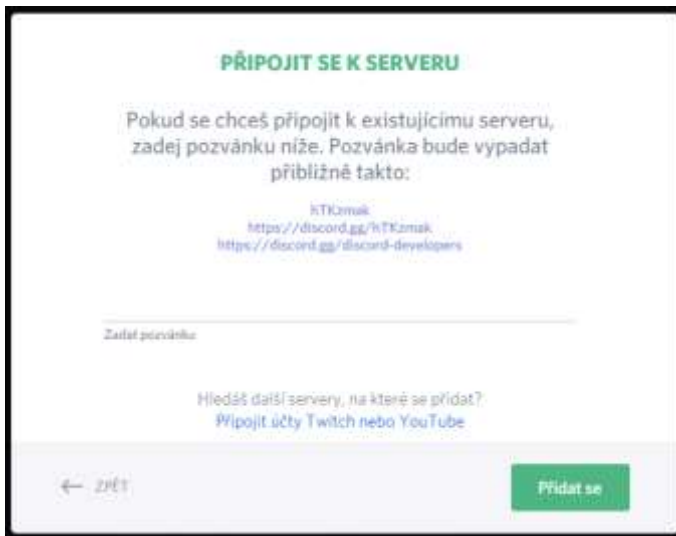 PŘIPOJIT SE K SERVERU
Pokud se chceš připojit k existujícímu serveru,
zadej pozvánku níže. Pozvánka bude vypadat
přibližně takto:
hTKzmak
https://discord.gg/hTKzmak
https://discord.gg/discord-developers
Zadat pozvánku
Hledáš další servery, na které se přidat?
Připojit účty Twitch nebo YouTube
← ZPĚT
Přidat se